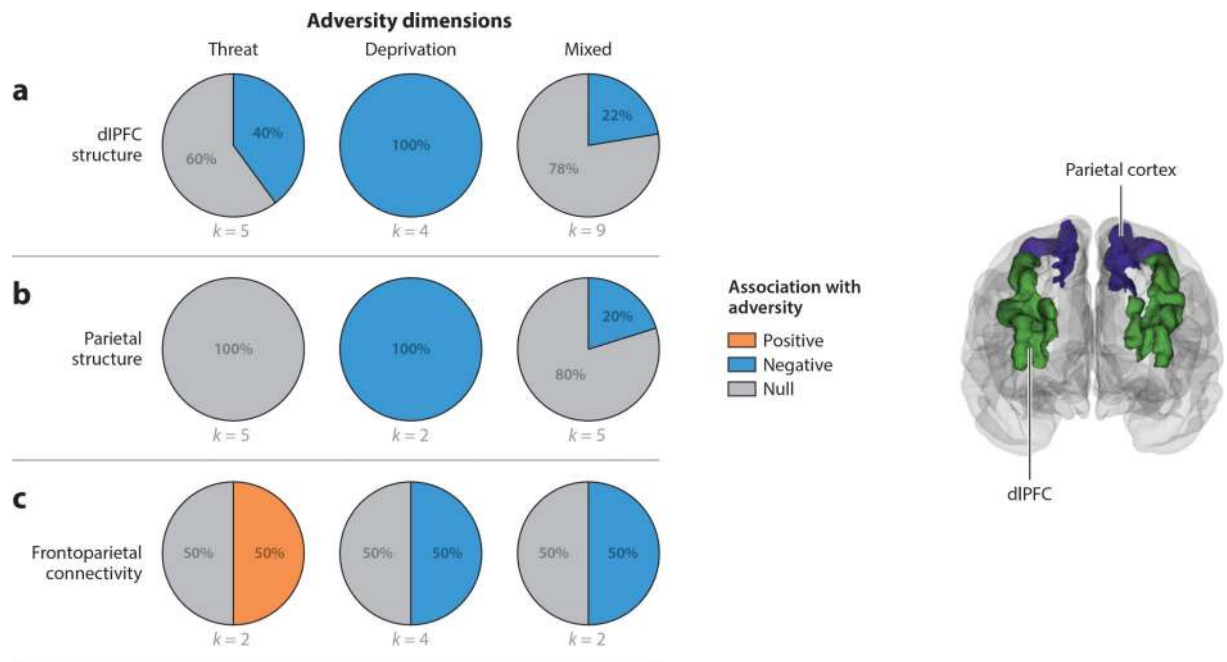 Adversity dimensions
Threat Deprivation Mixed
a
dlPFC
structure
40%
60%
100%
22%
78%
k = 5 k = 4 k = 9
b
Parietal
structure
100%
100%
20%
80%
k = 5 k = 2 k = 5
c
Frontoparietal
connectivity
50% 50% 50% 50% 50% 50%
k = 2 k = 4 k = 2
Association with
adversity
Positive
Negative
Null
Parietal cortex
dlPFC